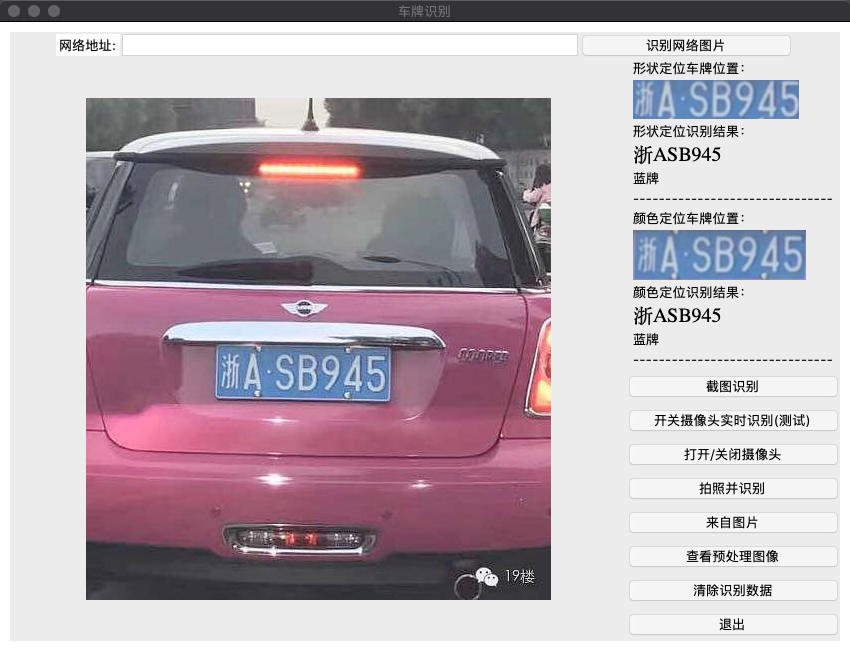 车牌识别
网络地址:
识别网络图片
形状定位车牌位置:
浙A·SB945
形状定位识别结果:
浙ASB945
蓝牌
-------------------------------
颜色定位车牌位置:
浙A·SB945
颜色定位识别结果:
浙ASB945
蓝牌
-------------------------------
截图识别
开关摄像头实时识别(测试)
打开/关闭摄像头
拍照并识别
来自图片
查看预处理图像
清除识别数据
退出
COOPER
浙A·SB945
19楼